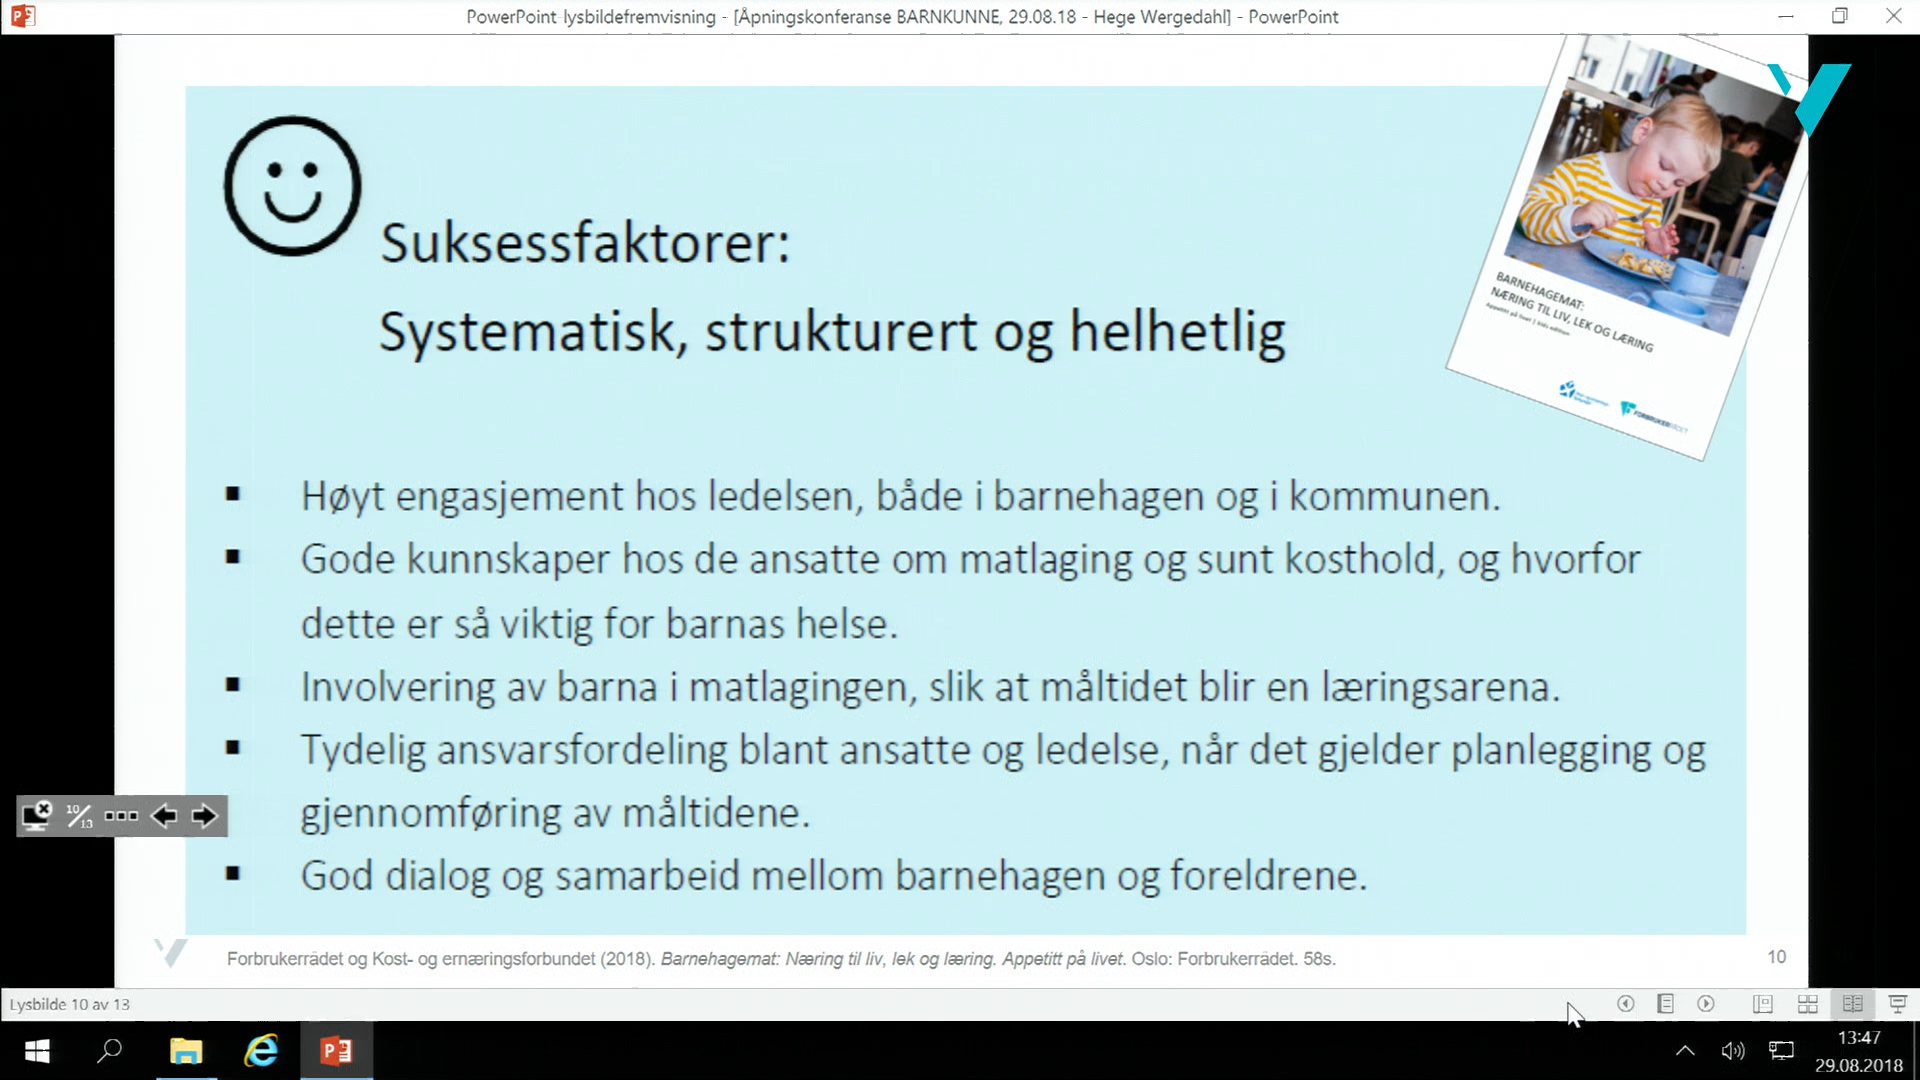 PowerPoint lysbildefremvisning - [Åpningskonferanse BARNKUNNE, 29.08.18 - Hege Wergedahl] - PowerPoint
Suksessfaktorer:
Systematisk, strukturert og helhetlig
BARNEHAGEMAT:
NÆRING TIL LIV, LEK OG LÆRING
Appetitt på livet
FORBRUKERRÅDET
▪ Høyt engasjement hos ledelsen, både i barnehagen og i kommunen.
▪ Gode kunnskaper hos de ansatte om matlaging og sunt kosthold, og hvorfor
dette er så viktig for barnas helse.
▪ Involvering av barna i matlagingen, slik at måltidet blir en læringsarena.
▪ Tydelig ansvarsfordeling blant ansatte og ledelse, når det gjelder planlegging og
gjennomføring av måltidene.
▪ God dialog og samarbeid mellom barnehagen og foreldrene.
10/13
Forbrukerrådet og Kost- og ernæringsforbundet (2018). Barnehagemat: Næring til liv, lek og læring. Appetitt på livet. Oslo: Forbrukerrådet. 58s.
10
Lysbilde 10 av 13
13:47
29.08.2018